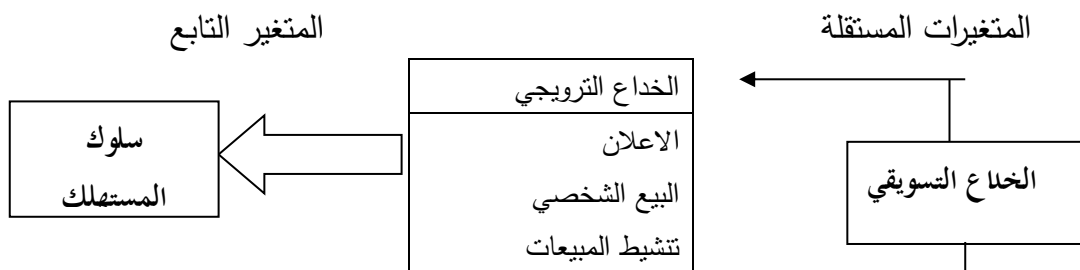 المتغيرات المستقلة
المتغير التابع
الخداع التسويقي
الخداع الترويجي
الاعلان
البيع الشخصي
تنشيط المبيعات
سلوك
المستهلك